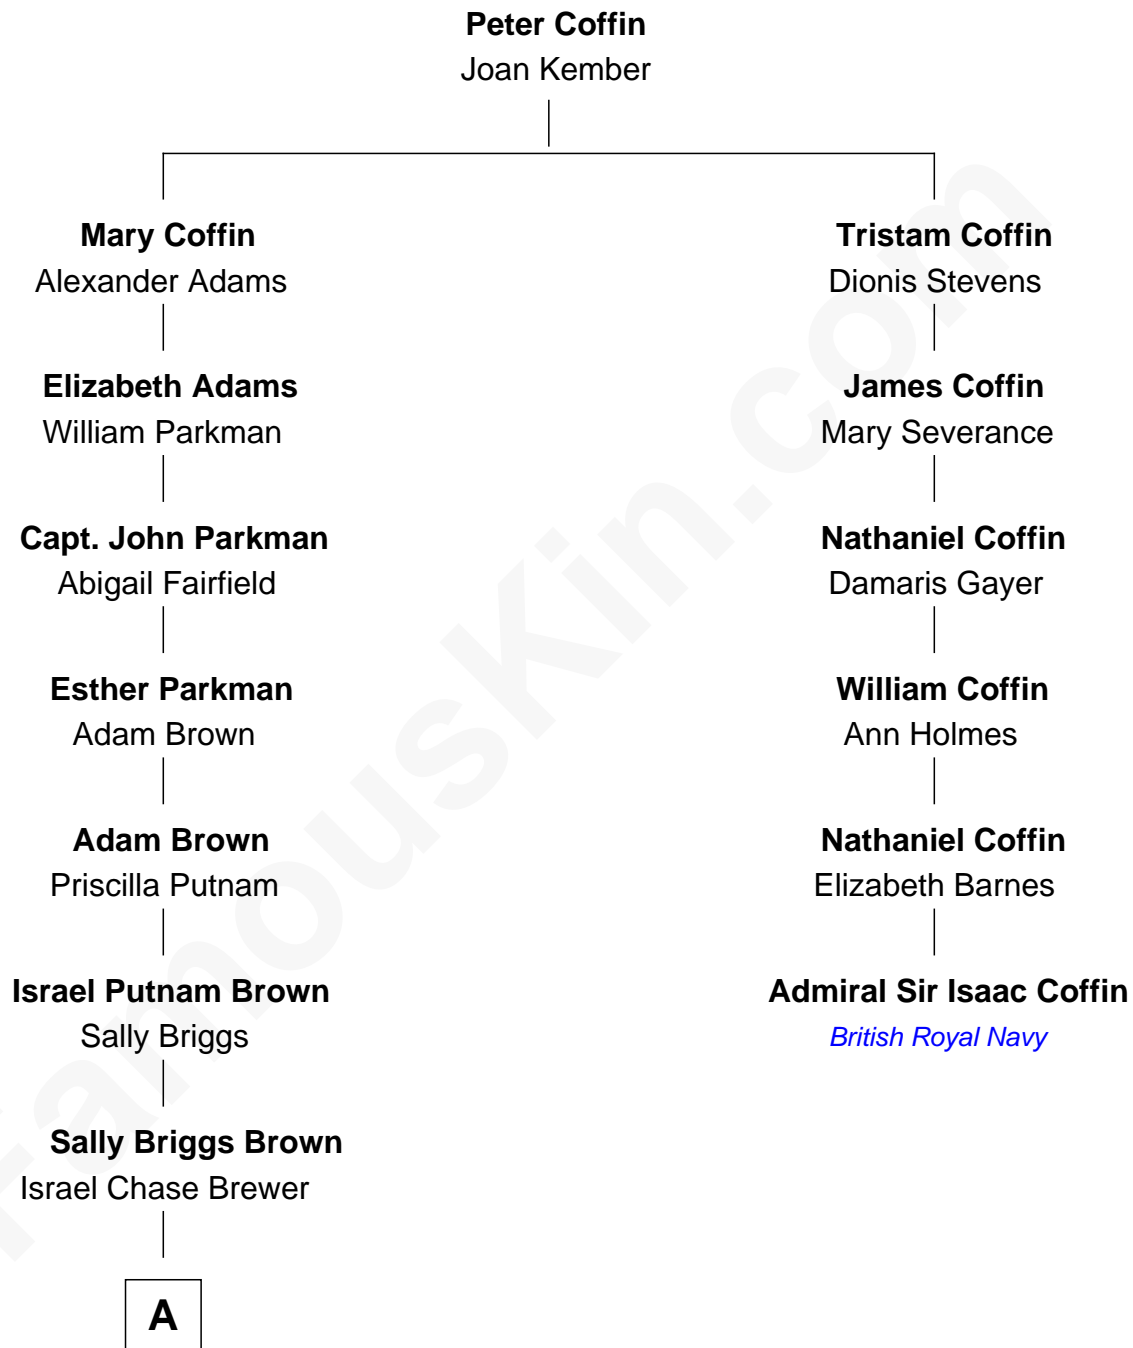 Peter Coffin
Joan Kember
Mary Coffin
Alexander Adams
Tristam Coffin
Dionis Stevens
Elizabeth Adams
William Parkman
James Coffin
Mary Severance
Capt. John Parkman
Abigail Fairfield
Nathaniel Coffin
Damaris Gayer
Esther Parkman
Adam Brown
William Coffin
Ann Holmes
Adam Brown
Priscilla Putnam
Nathaniel Coffin
Elizabeth Barnes
Israel Putnam Brown
Sally Briggs
Admiral Sir Isaac Coffin
British Royal Navy
Sally Briggs Brown
Israel Chase Brewer
A
FamousKin.com